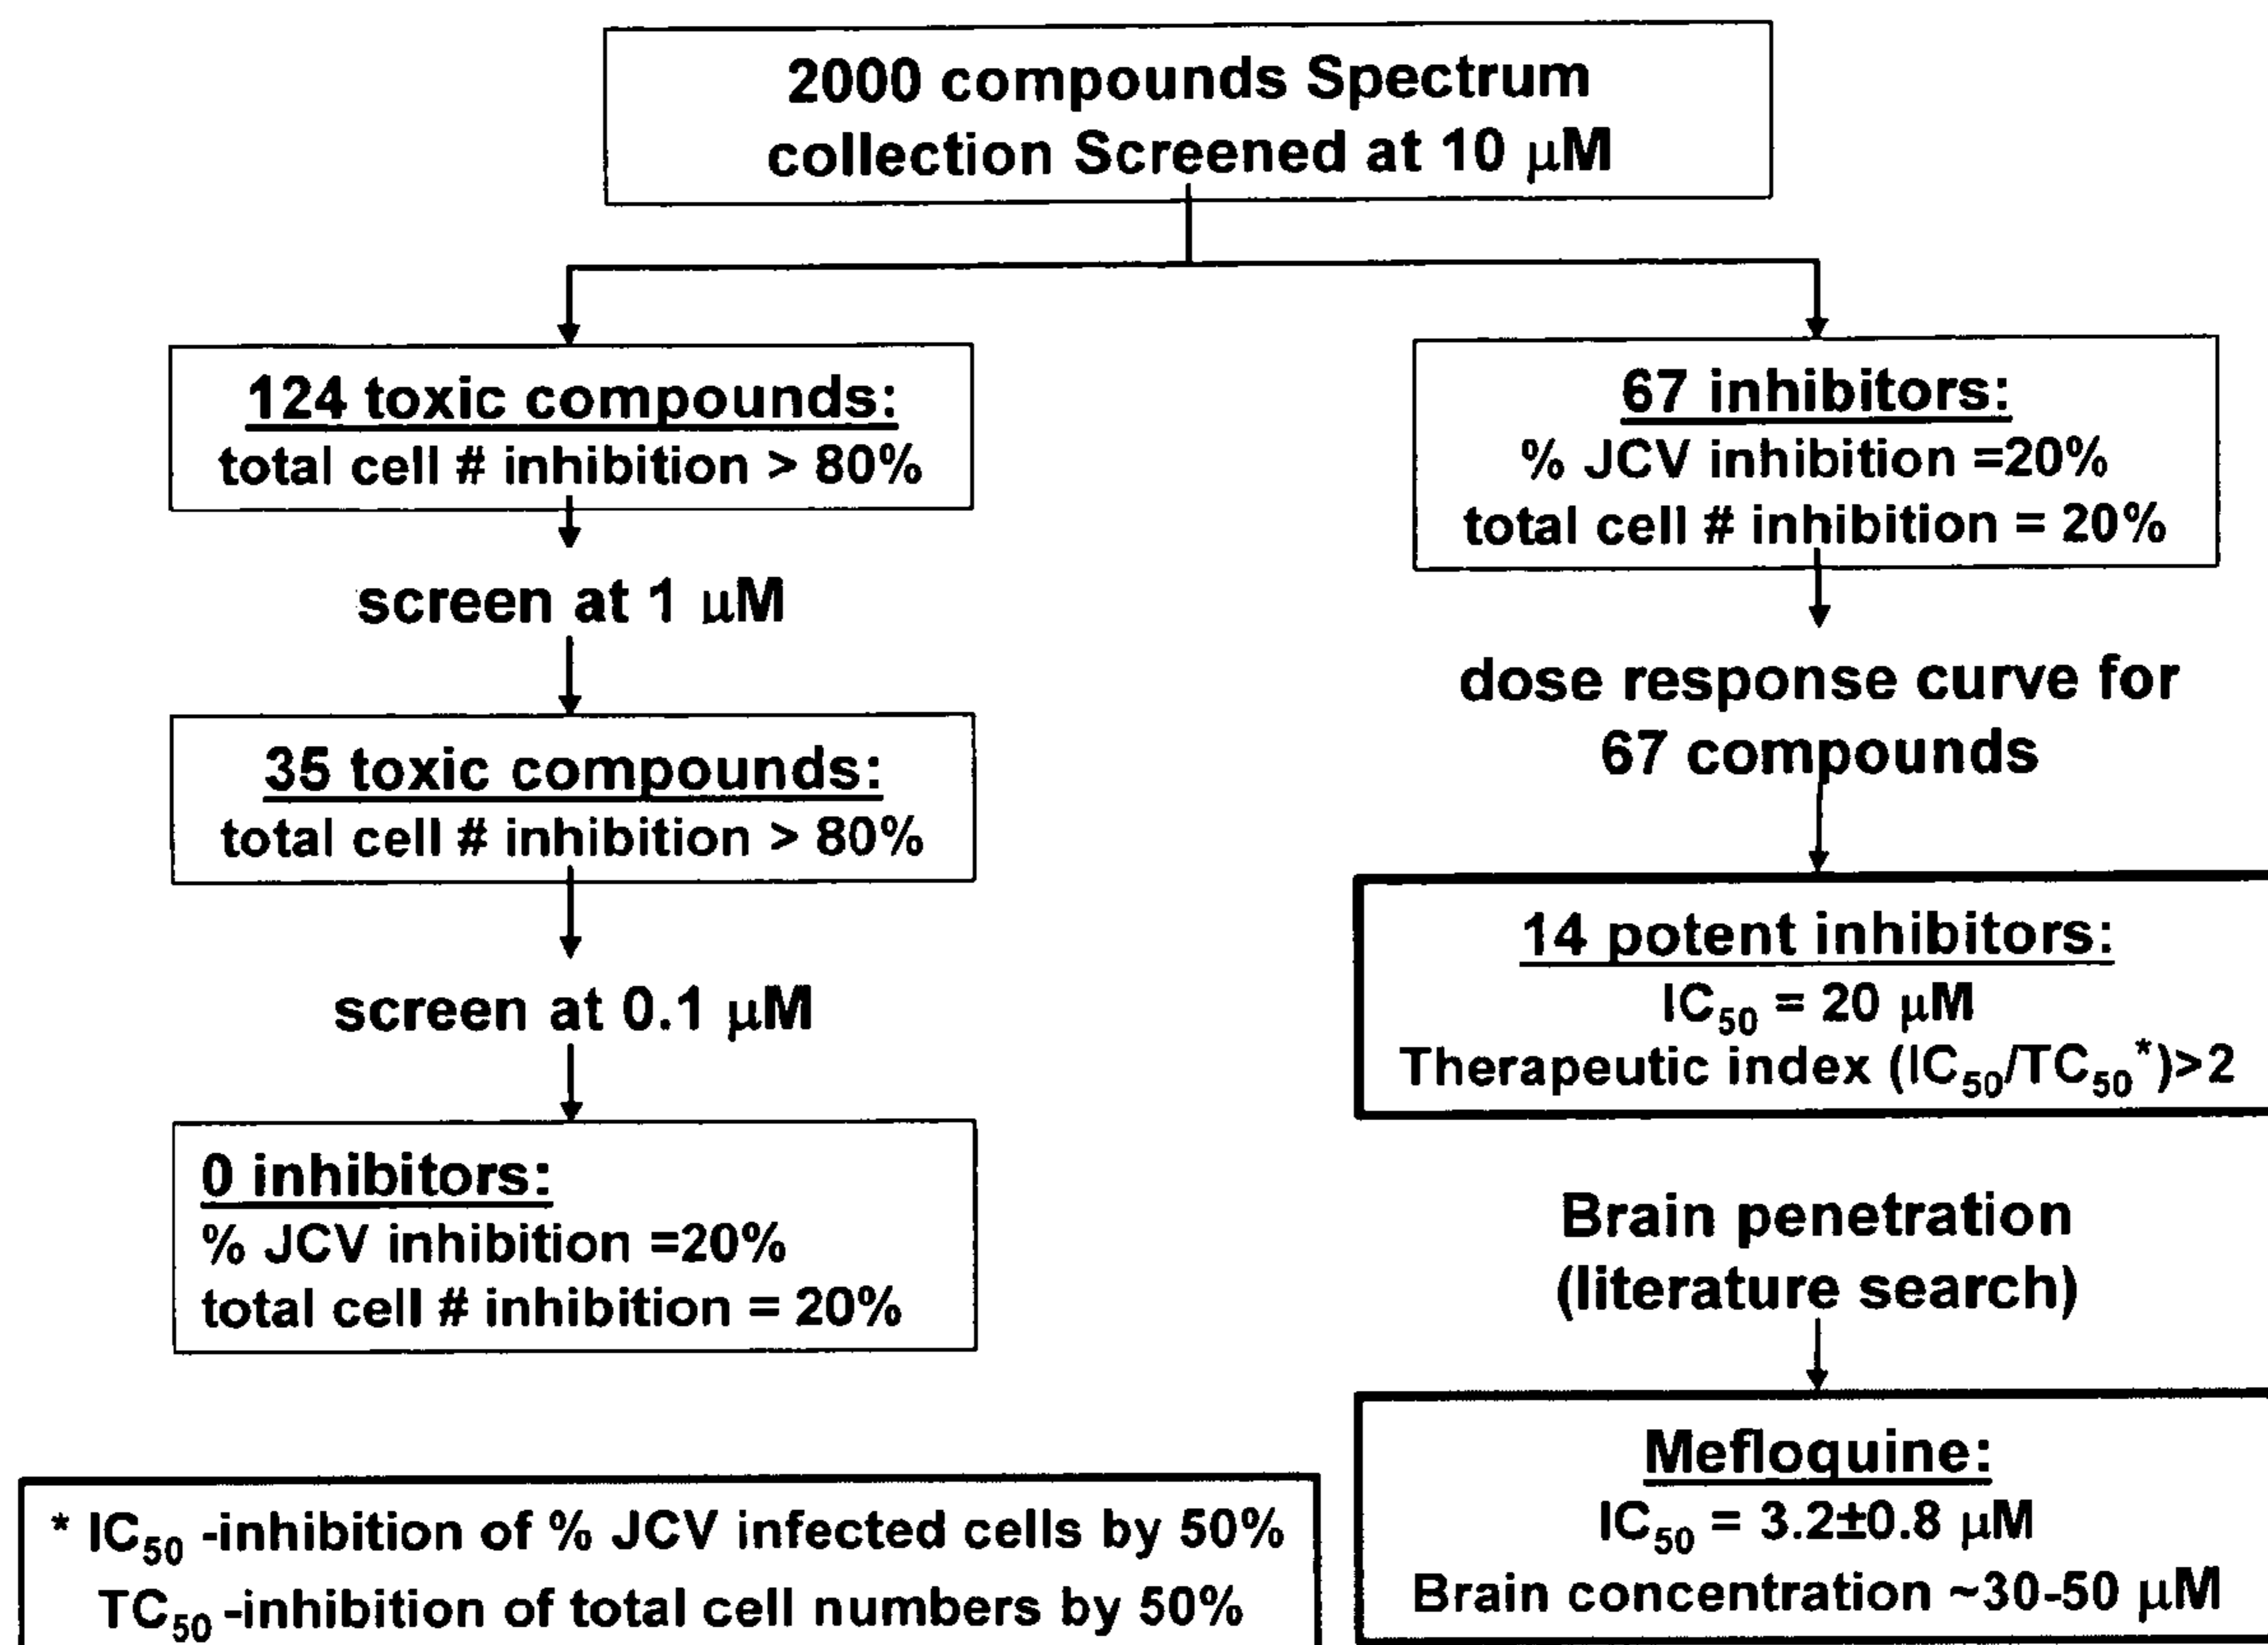 2000 compounds Spectrum
collection Screened at 10 μM
124 toxic compounds:
total cell # inhibition > 80%
screen at 1 μM
35 toxic compounds:
total cell # inhibition > 80%
screen at 0.1 μM
0 inhibitors:
% JCV inhibition =20%
total cell # inhibition = 20%
67 inhibitors:
% JCV inhibition =20%
total cell # inhibition = 20%
dose response curve for
67 compounds
14 potent inhibitors:
IC₅₀ = 20 μM
Therapeutic index (IC₅₀/TC₅₀*)>2
Brain penetration
(literature search)
Mefloquine:
IC₅₀ = 3.2±0.8 μM
Brain concentration ~30-50 μM
* IC₅₀ -inhibition of % JCV infected cells by 50%
TC₅₀ -inhibition of total cell numbers by 50%